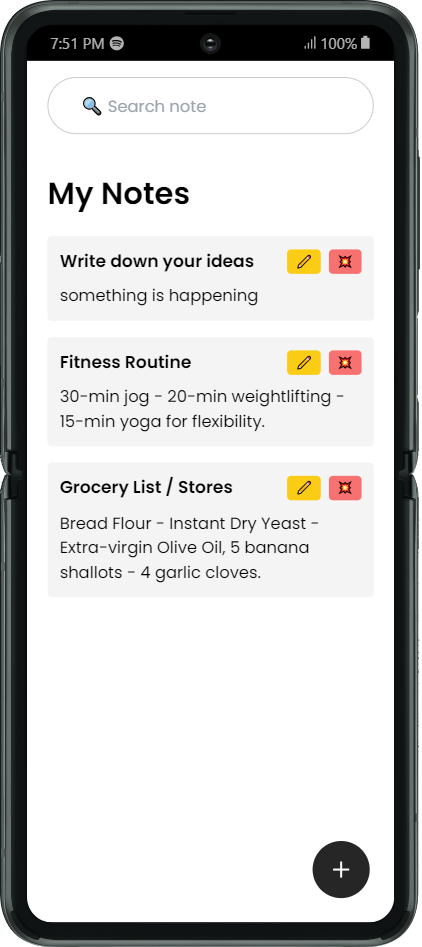 7:51 PM
100%
Search note
My Notes
Write down your ideas
something is happening
Fitness Routine
30-min jog - 20-min weightlifting -
15-min yoga for flexibility.
Grocery List / Stores
Bread Flour - Instant Dry Yeast -
Extra-virgin Olive Oil, 5 banana
shallots - 4 garlic cloves.
+